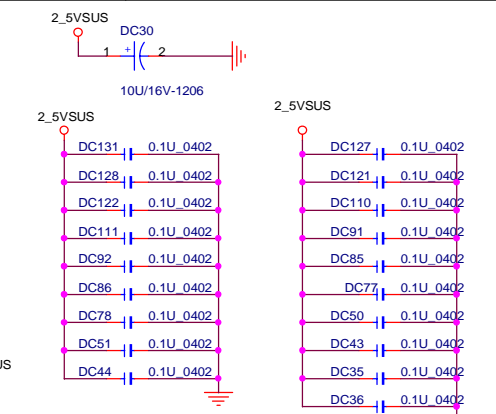 2_5VSUS
DC30
1 + 2
10U/16V-1206
2_5VSUS
2_5VSUS
DC131 0.1U_0402 DC127 0.1U_0402
DC128 0.1U_0402 DC121 0.1U_0402
DC122 0.1U_0402 DC110 0.1U_0402
DC111 0.1U_0402 DC91 0.1U_0402
DC92 0.1U_0402 DC85 0.1U_0402
DC86 0.1U_0402 DC77 0.1U_0402
DC78 0.1U_0402 DC50 0.1U_0402
DC51 0.1U_0402 DC43 0.1U_0402
US
DC44 0.1U_0402 DC35 0.1U_0402
DC36 0.1U_0402